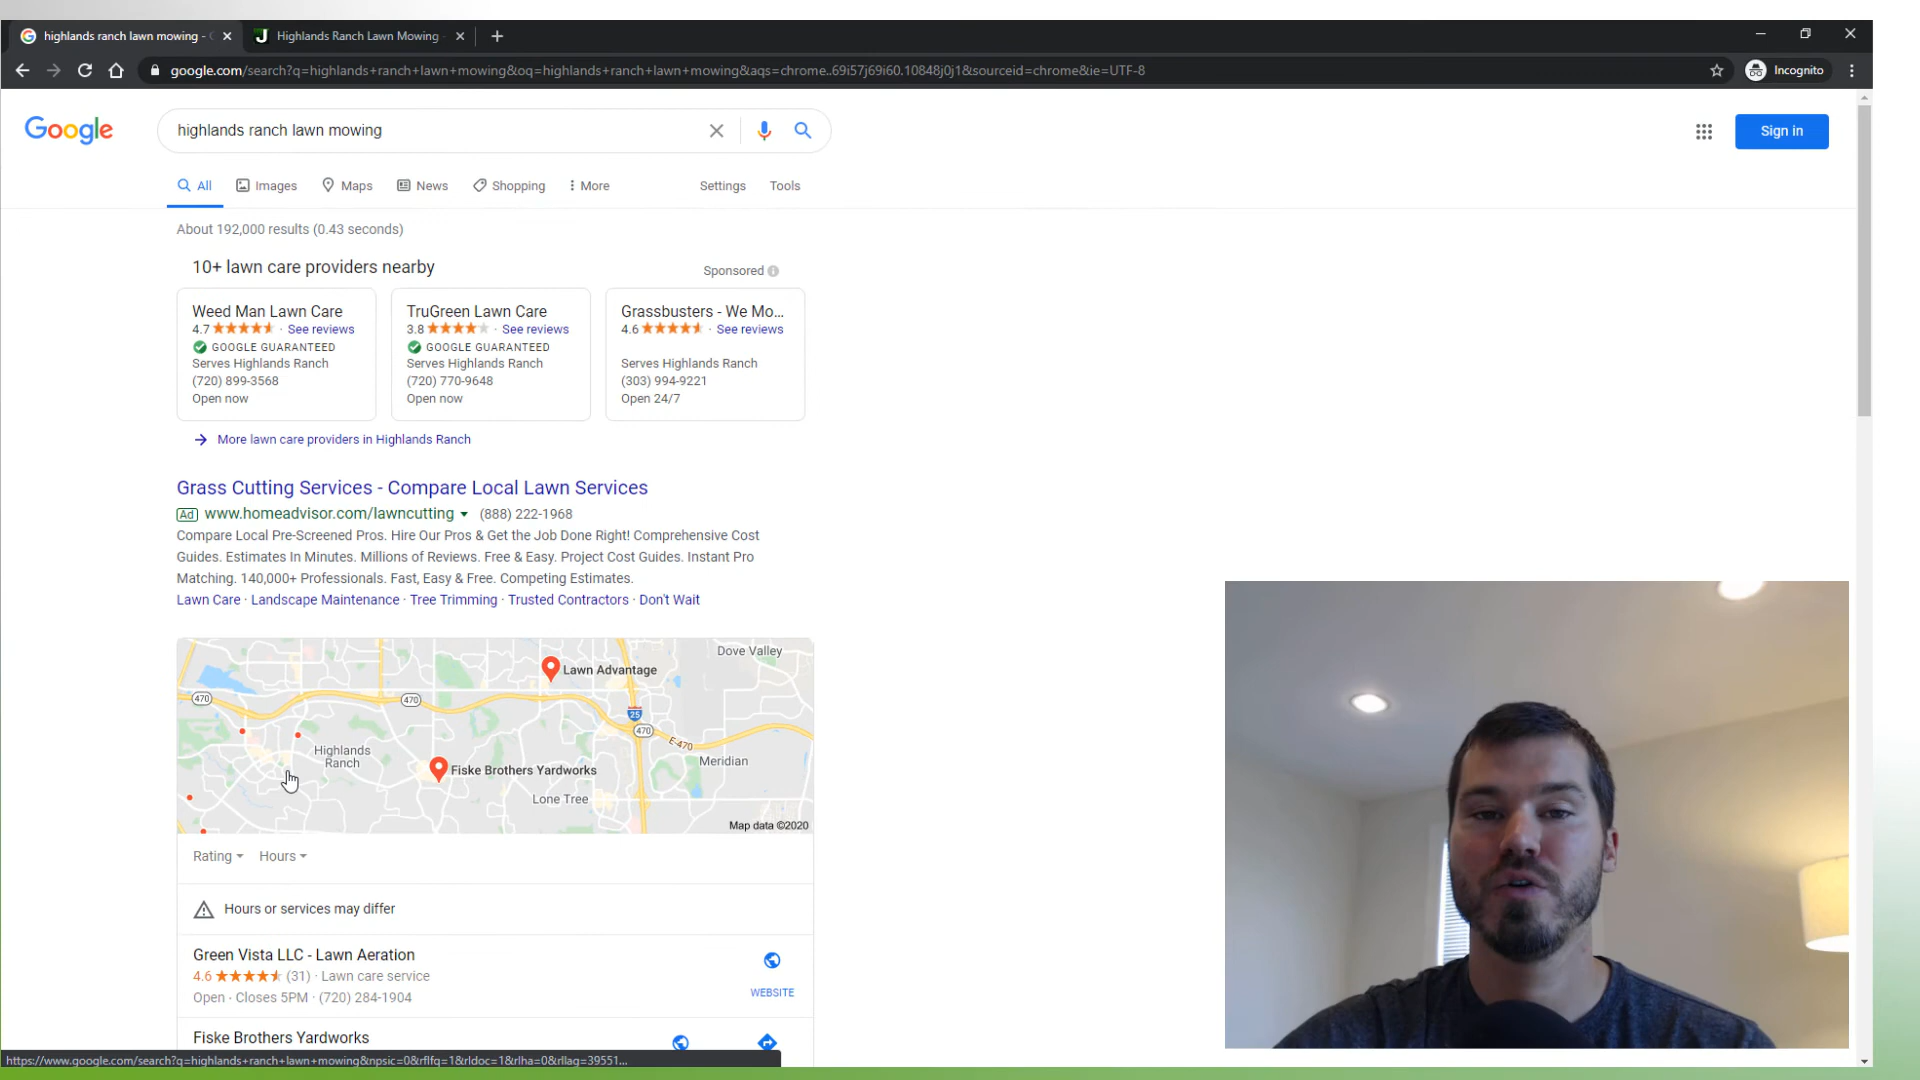 highlands ranch lawn mowing -
Highlands Ranch Lawn Mowing
google.com/search?q=highlands+ranch+lawn+mowing&oq=highlands+ranch+lawn+mowing&aqs=chrome..69i57j69i60.10848j0j1&sourceid=chrome&ie=UTF-8
Incognito
Google
highlands ranch lawn mowing
Sign in
All Images Maps News Shopping More Settings Tools
About 192,000 results (0.43 seconds)
10+ lawn care providers nearby
Sponsored
Weed Man Lawn Care
4.7 · See reviews
GOOGLE GUARANTEED
Serves Highlands Ranch
(720) 899-3568
Open now
TruGreen Lawn Care
3.8 · See reviews
GOOGLE GUARANTEED
Serves Highlands Ranch
(720) 770-9648
Open now
Grassbusters - We Mo...
4.6 · See reviews
Serves Highlands Ranch
(303) 994-9221
Open 24/7
More lawn care providers in Highlands Ranch
Grass Cutting Services - Compare Local Lawn Services
Ad www.homeadvisor.com/lawncutting (888) 222-1968
Compare Local Pre-Screened Pros. Hire Our Pros & Get the Job Done Right! Comprehensive Cost
Guides. Estimates In Minutes. Millions of Reviews. Free & Easy. Project Cost Guides. Instant Pro
Matching. 140,000+ Professionals. Fast, Easy & Free. Competing Estimates.
Lawn Care · Landscape Maintenance · Tree Trimming · Trusted Contractors · Don't Wait
Dove Valley
Lawn Advantage
470
470
25
470
E-470
Highlands
Ranch
Meridian
Fiske Brothers Yardworks
Lone Tree
Map data ©2020
Rating Hours
Hours or services may differ
Green Vista LLC - Lawn Aeration
4.6 (31) · Lawn care service
Open · Closes 5PM · (720) 284-1904
WEBSITE
Fiske Brothers Yardworks
https://www.google.com/search?q=highlands+ranch+lawn+mowing&npsic=0&rflfq=1&rldoc=1&rlha=0&rllag=39551...